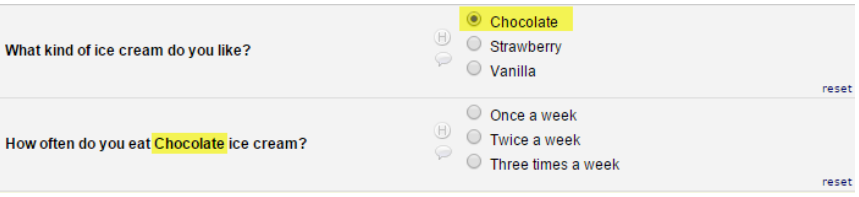 What kind of ice cream do you like?
H
Chocolate
Strawberry
Vanilla
reset
How often do you eat Chocolate ice cream?
H
Once a week
Twice a week
Three times a week
reset